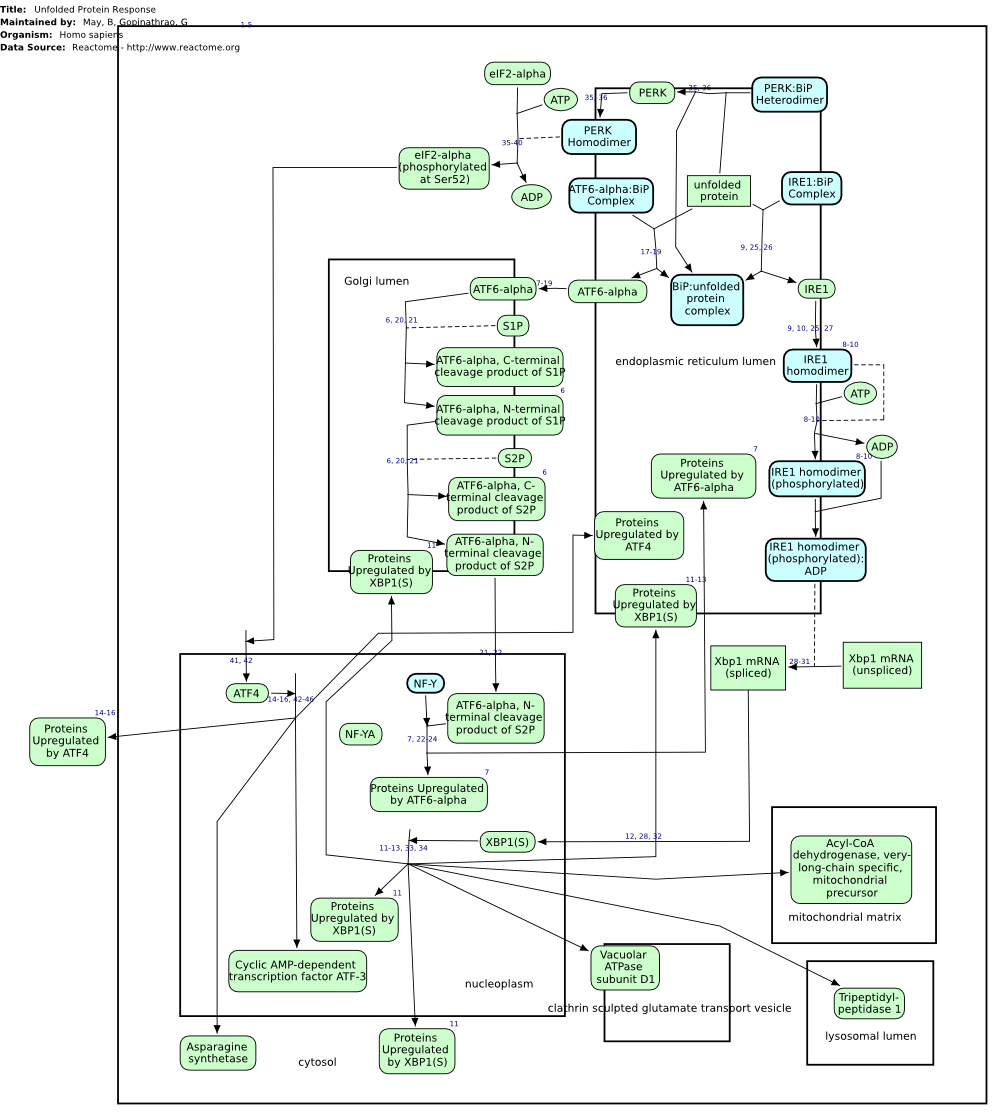 Title: Unfolded Protein Response
Maintained by: May, B, Gopinathrao, G
Organism: Homo sapiens
Data Source: Reactome - http://www.reactome.org
1-5
eIF2-alpha
ATP
35, 36
PERK
35, 36
PERK:BiP
Heterodimer
PERK
Homodimer
35-40
eIF2-alpha
(phosphorylated
at Ser52)
ADP
ATF6-alpha:BiP
Complex
unfolded
protein
IRE1:BiP
Complex
17-19
9, 25, 26
Golgi lumen
ATF6-alpha
17-19
ATF6-alpha
BiP:unfolded
protein
complex
IRE1
6, 20, 21
S1P
9, 10, 25, 27
8-10
ATF6-alpha, C-terminal
cleavage product of S1P
endoplasmic reticulum lumen
IRE1
homodimer
6
ATP
ATF6-alpha, N-terminal
cleavage product of S1P
8-10
ADP
7
8-10
6, 20, 21
S2P
6
Proteins
Upregulated by
ATF6-alpha
IRE1 homodimer
(phosphorylated)
ATF6-alpha, C-
terminal cleavage
product of S2P
Proteins
Upregulated by
ATF4
11
ATF6-alpha, N-
terminal cleavage
product of S2P
IRE1 homodimer
(phosphorylated):
ADP
Proteins
Upregulated by
XBP1(S)
11-13
Proteins
Upregulated by
XBP1(S)
21, 22
41, 42
Xbp1 mRNA
(spliced)
28-31
Xbp1 mRNA
(unspliced)
ATF4
14-16, 42-46
NF-Y
14-16
Proteins
Upregulated
by ATF4
ATF6-alpha, N-
terminal cleavage
product of S2P
NF-YA
7, 22-24
7
Proteins Upregulated
by ATF6-alpha
11-13, 33, 34
XBP1(S)
12, 28, 32
Acyl-CoA
dehydrogenase, very-
long-chain specific,
mitochondrial
precursor
mitochondrial matrix
11
Proteins
Upregulated by
XBP1(S)
Cyclic AMP-dependent
transcription factor ATF-3
Vacuolar
ATPase
subunit D1
nucleoplasm
clathrin sculpted glutamate transport vesicle
Tripeptidyl-
peptidase 1
lysosomal lumen
11
Asparagine
synthetase
cytosol
Proteins
Upregulated
by XBP1(S)